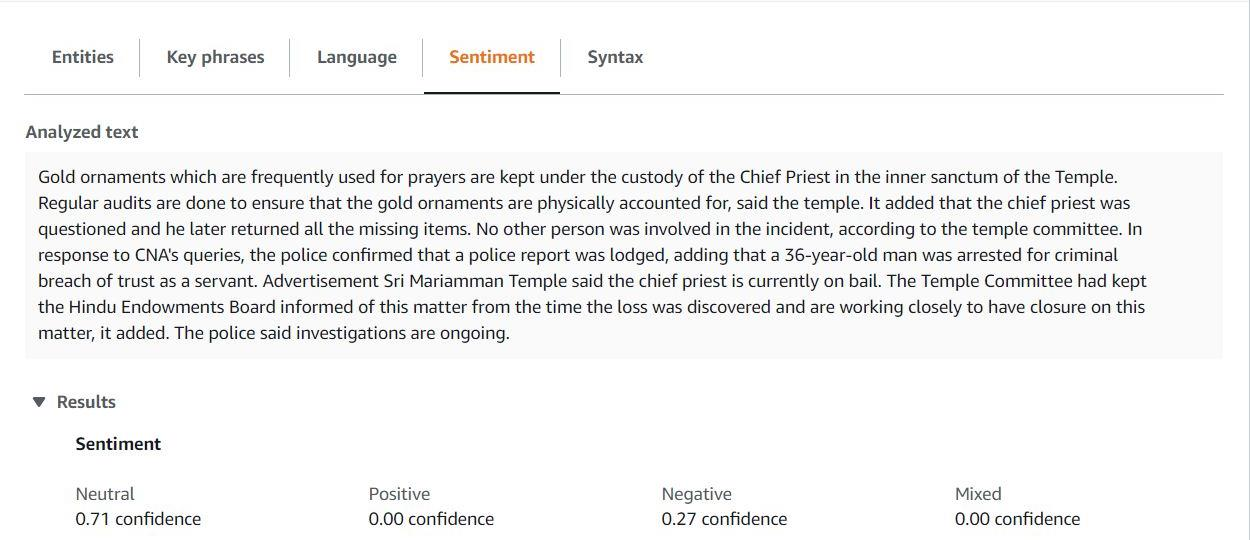 Entities
Key phrases
Language
Sentiment
Syntax
Analyzed text
Gold ornaments which are frequently used for prayers are kept under the custody of the Chief Priest in the inner sanctum of the Temple.
Regular audits are done to ensure that the gold ornaments are physically accounted for, said the temple. It added that the chief priest was
questioned and he later returned all the missing items. No other person was involved in the incident, according to the temple committee. In
response to CNA's queries, the police confirmed that a police report was lodged, adding that a 36-year-old man was arrested for criminal
breach of trust as a servant. Advertisement Sri Mariamman Temple said the chief priest is currently on bail. The Temple Committee had kept
the Hindu Endowments Board informed of this matter from the time the loss was discovered and are working closely to have closure on this
matter, it added. The police said investigations are ongoing.
Results
Sentiment
Neutral
0.71 confidence
Positive
0.00 confidence
Negative
0.27 confidence
Mixed
0.00 confidence